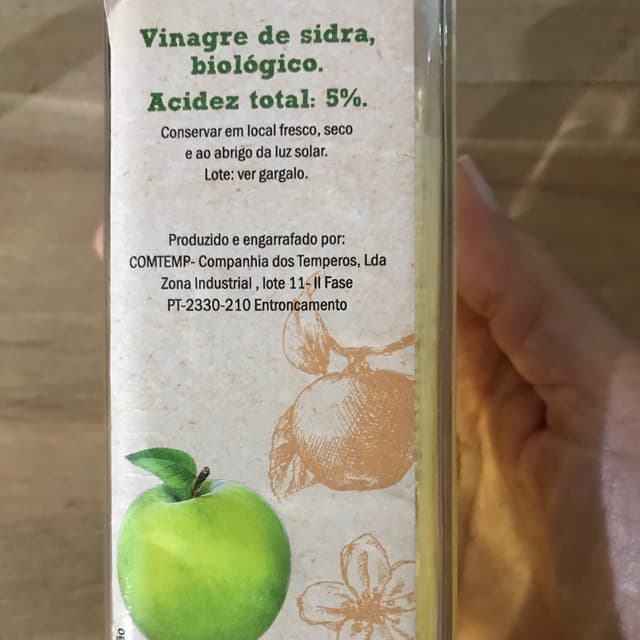 Vinagre de sidra,
biológico.
Acidez total: 5%.
Conservar em local fresco, seco
e ao abrigo da luz solar.
Lote: ver gargalo.
Produzido e engarrafado por:
COMTEMP- Companhia dos Temperos, Lda
Zona Industrial , lote 11- II Fase
PT-2330-210 Entroncamento